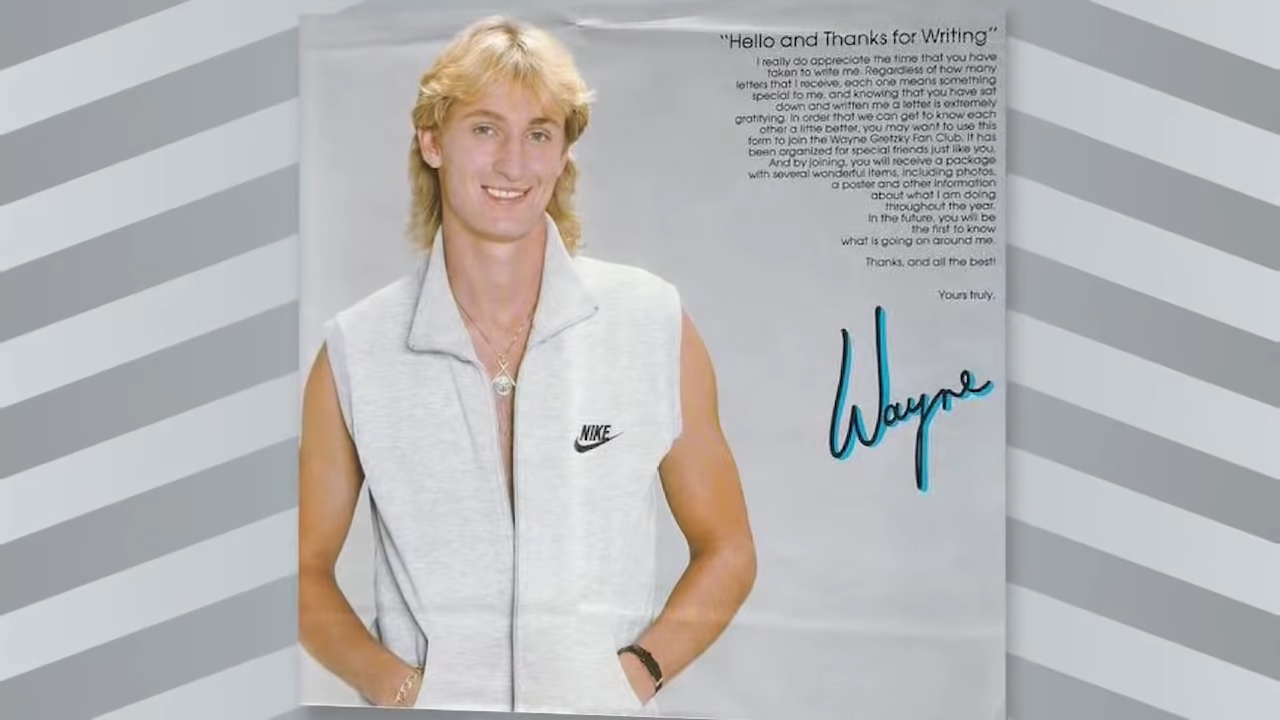 "Hello and Thanks for Writing"
I really do appreciate the time that you have
taken to write me. Regardless of how many
letters that I receive, each one means something
special to me, and knowing that you have sat
down and written me a letter is extremely
gratifying. In order that we can get to know each
other a little better, you may want to use this
form to join the Wayne Gretzky Fan Club. It has
been organized for special friends just like you.
And by joining, you will receive a package
with several wonderful items, including photos,
a poster and other information
about what I am doing
throughout the year.
In the future, you will be
the first to know
what is going on around me.
Thanks, and all the best!
Yours truly,
Wayne
NIKE